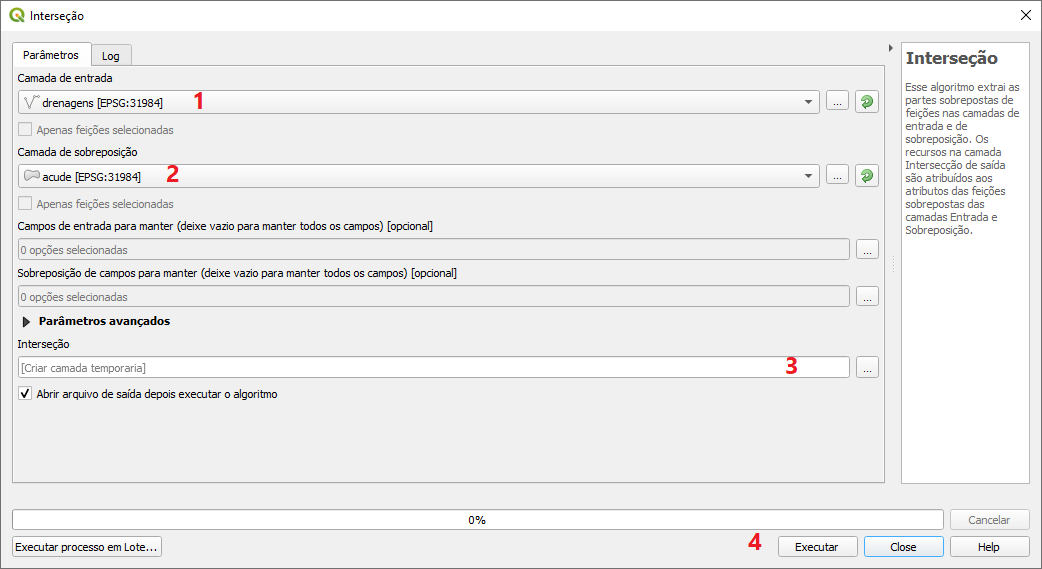 Interseção
Parâmetros
Log
Camada de entrada
drenagens [EPSG:31984]
1
...
Apenas feições selecionadas
Camada de sobreposição
acude [EPSG:31984]
2
...
Apenas feições selecionadas
Campos de entrada para manter (deixe vazio para manter todos os campos) [opcional]
0 opções selecionadas
...
Sobreposição de campos para manter (deixe vazio para manter todos os campos) [opcional]
0 opções selecionadas
...
Parâmetros avançados
Interseção
[Criar camada temporaria]
3
...
Abrir arquivo de saída depois executar o algoritmo
Interseção
Esse algoritmo extrai as
partes sobrepostas de
feições nas camadas de
entrada e de
sobreposição. Os
recursos na camada
Intersecção de saída
são atribuídos aos
atributos das feições
sobrepostas das
camadas Entrada e
Sobreposição.
0%
Cancelar
Executar processo em Lote...
4
Executar
Close
Help